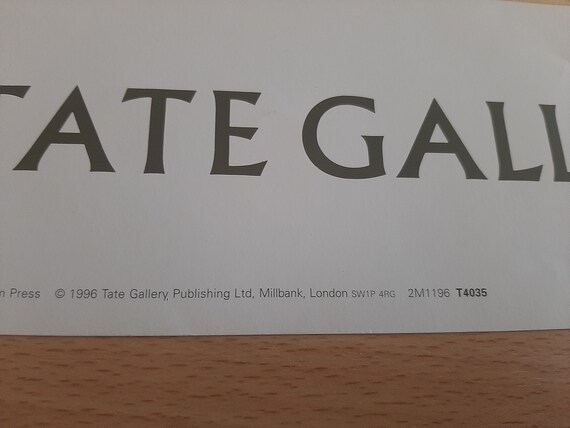 TATE GALL
n Press © 1996 Tate Gallery Publishing Ltd, Millbank, London SW1P 4RG 2M1196 T4035